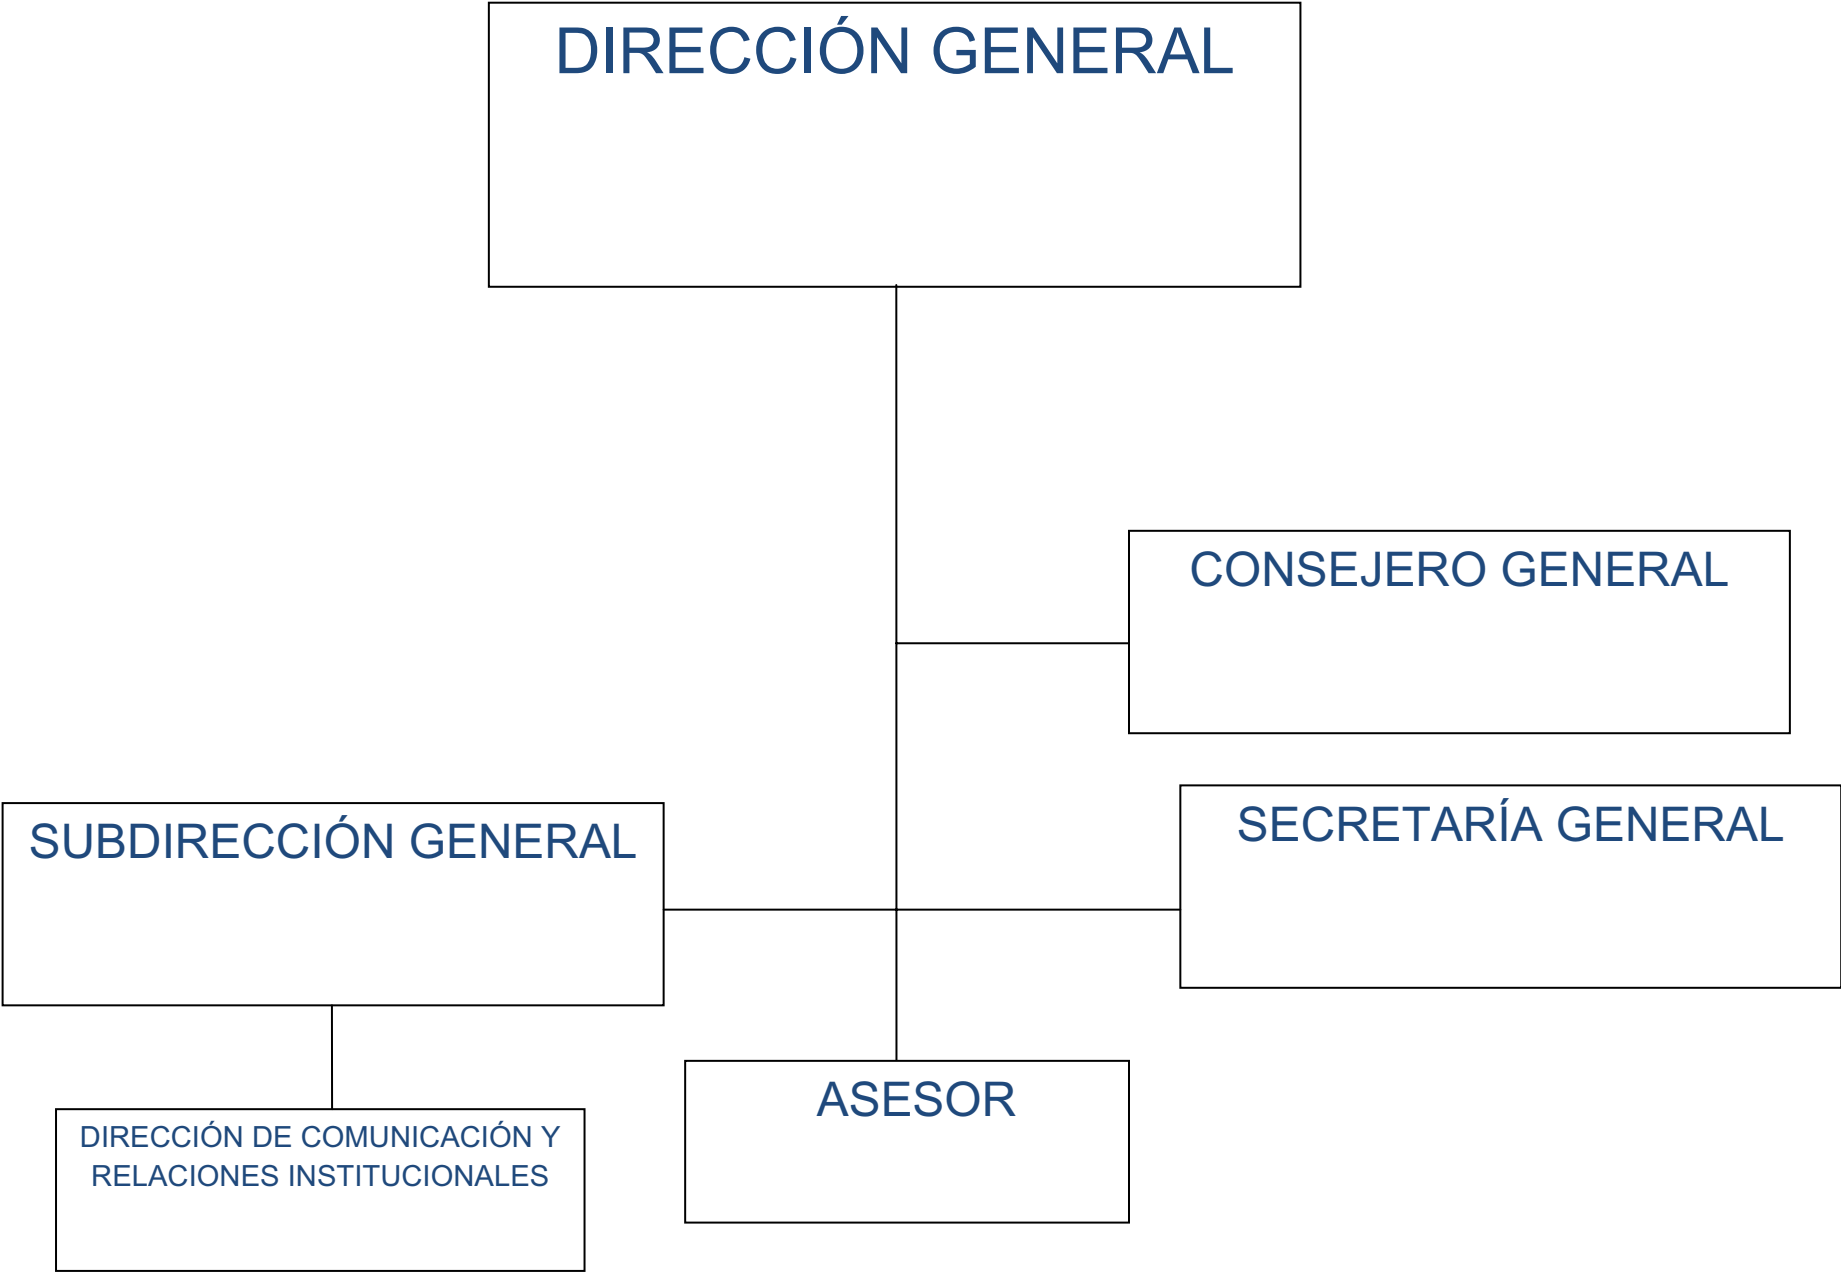 DIRECCIÓN GENERAL
CONSEJERO GENERAL
SECRETARÍA GENERAL
SUBDIRECCIÓN GENERAL
ASESOR
DIRECCIÓN DE COMUNICACIÓN Y
RELACIONES INSTITUCIONALES